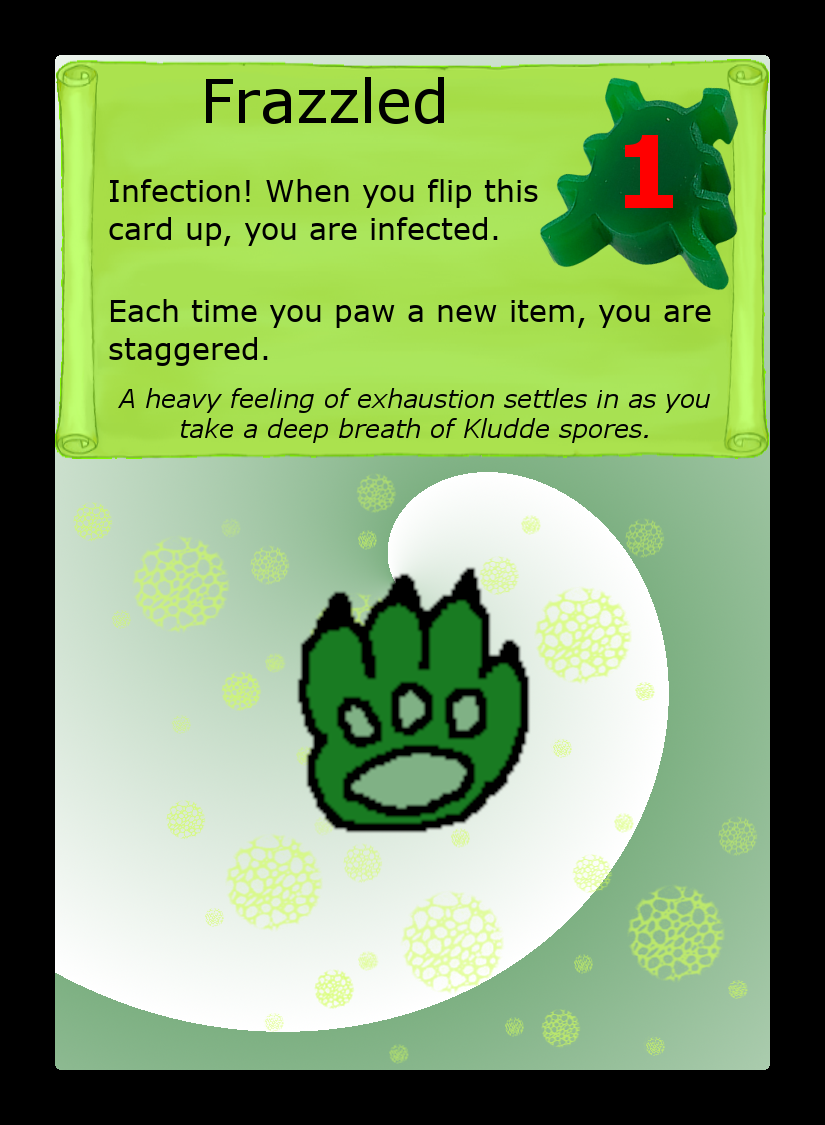 Frazzled
1
Infection! When you flip this
card up, you are infected.
Each time you paw a new item, you are
staggered.
A heavy feeling of exhaustion settles in as you
take a deep breath of Kludde spores.